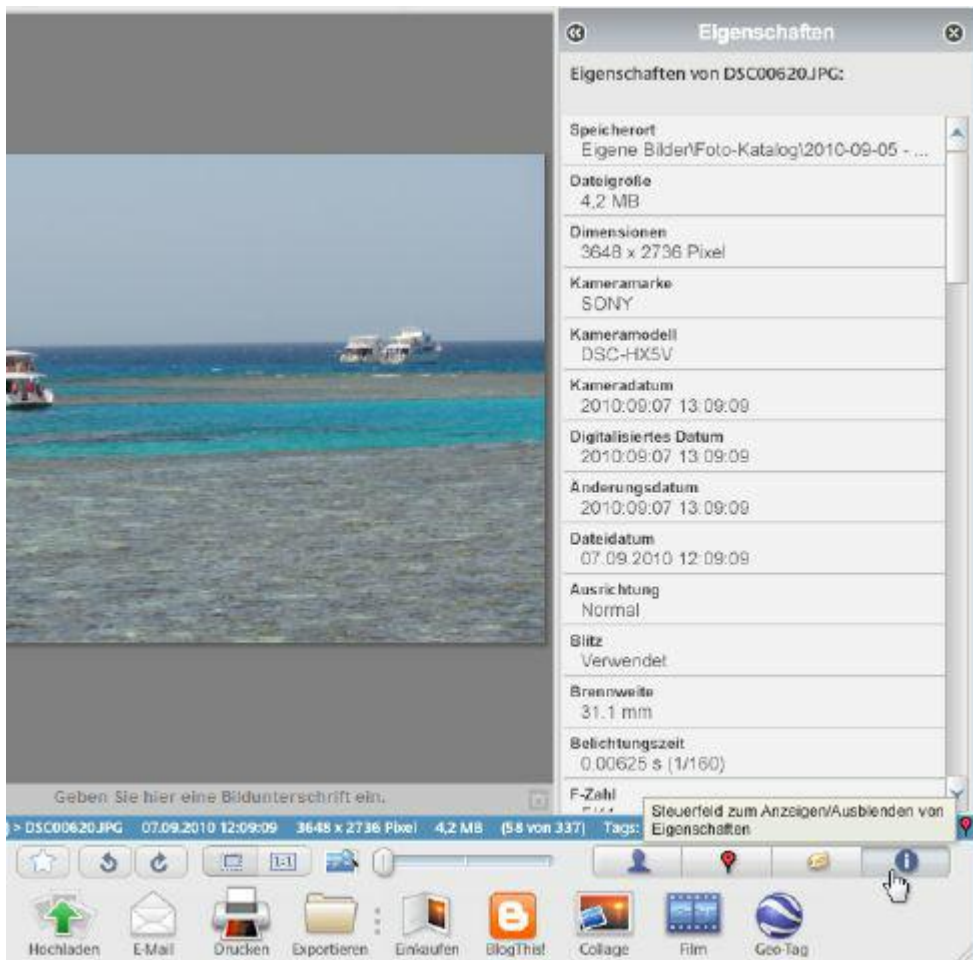 Eigenschaften
Eigenschaften von DSC00620.JPG:
Speicherort
Eigene Bilder\Foto-Katalog\2010-09-05 - ...
Dateigröße
4,2 MB
Dimensionen
3648 x 2736 Pixel
Kameramarke
SONY
Kameramodell
DSC-HX5V
Kameradatum
2010:09:07 13:09:09
Digitalisiertes Datum
2010:09:07 13:09:09
Änderungsdatum
2010:09:07 13:09:09
Dateidatum
07.09.2010 12:09:09
Ausrichtung
Normal
Blitz
Verwendet
Brennweite
31.1 mm
Belichtungszeit
0,00625 s (1/160)
F-Zahl
Geben Sie hier eine Bildunterschrift ein.
Steuerfeld zum Anzeigen/Ausblenden von
Eigenschaften
> DSC00620.JPG 07.09.2010 12:09:09 3648 x 2736 Pixel 4,2 MB (58 von 337) Tags:
1:1
Hochladen E-Mail Drucken Exportieren Einkaufen BlogThis! Collage Film Geo-Tag